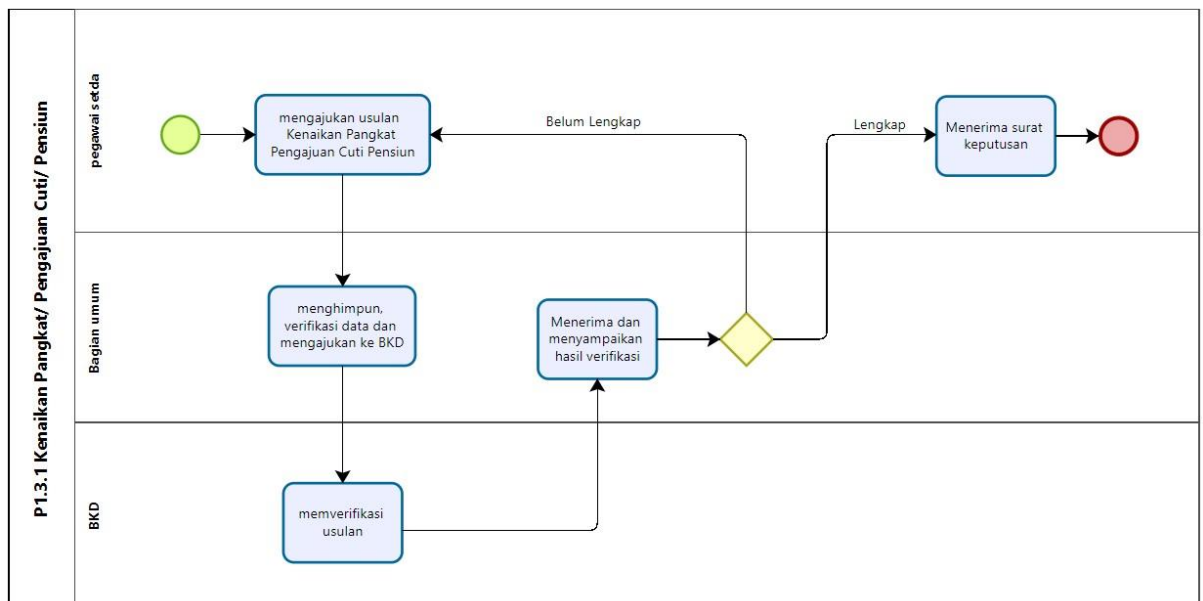 P1.3.1 Kenaikan Pangkat/ Pengajuan Cuti/ Pensiun
pegawai setda
mengajukan usulan
Kenaikan Pangkat
Pengajuan Cuti Pensiun
Belum Lengkap
Lengkap
Menerima surat
keputusan
Bagian umum
menghimpun,
verifikasi data dan
mengajukan ke BKD
Menerima dan
menyampaikan
hasil verifikasi
BKD
memverifikasi
usulan